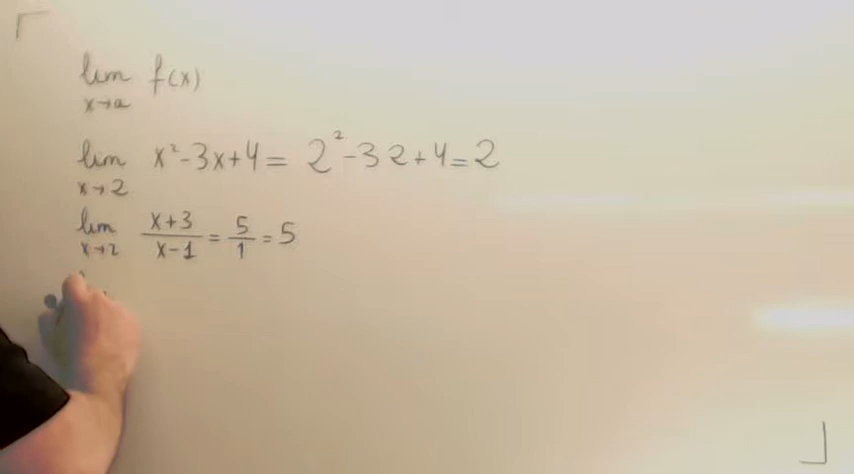 lim f(x)
x→a
lim x²-3x+4= 2²-3 2+4=2
x→2
lim x+3/x-1 = 5/1 = 5
x→2